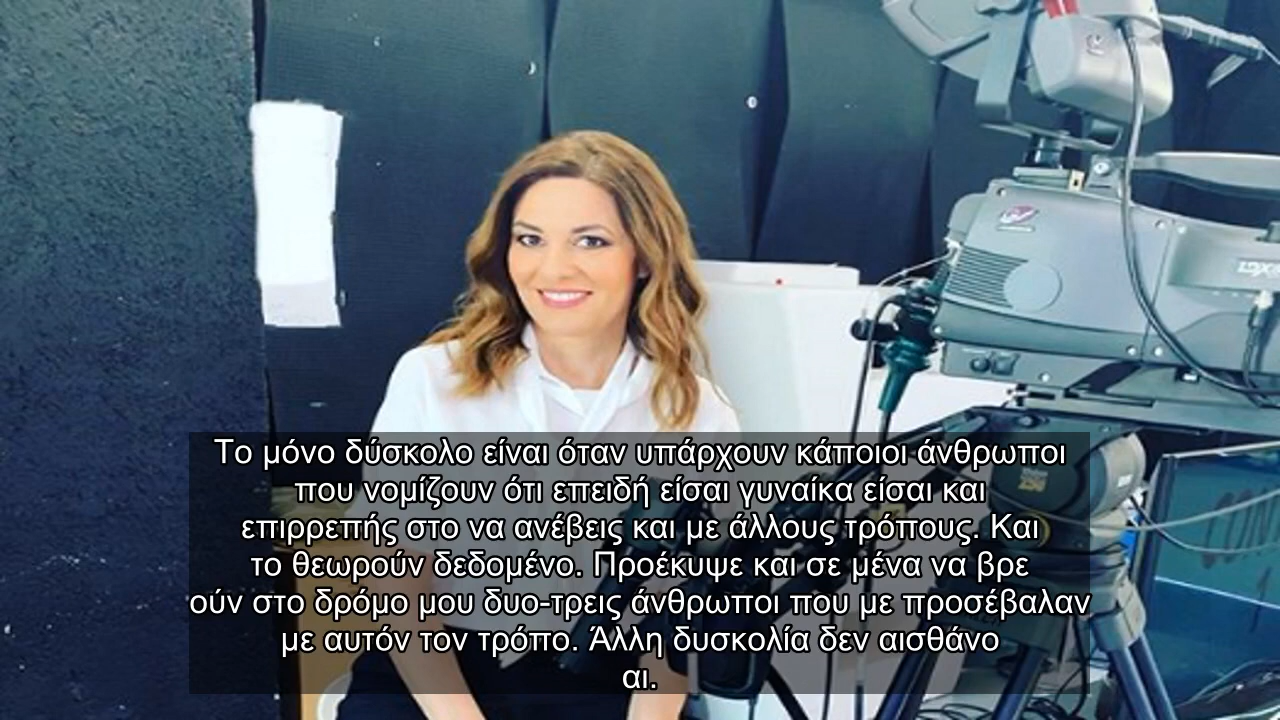 Το μόνο δύσκολο είναι όταν υπάρχουν κάποιοι άνθρωποι
που νομίζουν ότι επειδή είσαι γυναίκα είσαι και
επιρρεπής στο να ανέβεις και με άλλους τρόπους. Και
το θεωρούν δεδομένο. Προέκυψε και σε μένα να βρε
ούν στο δρόμο μου δυο-τρεις άνθρωποι που με προσέβαλαν
με αυτόν τον τρόπο. Άλλη δυσκολία δεν αισθάνο
αι.